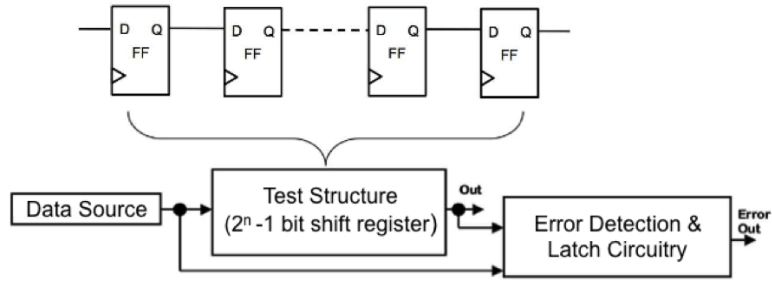 D Q D Q D Q D Q
FF FF FF FF
Data Source
Test Structure
(2ⁿ -1 bit shift register)
Out
Error Detection &
Latch Circuitry
Error
Out